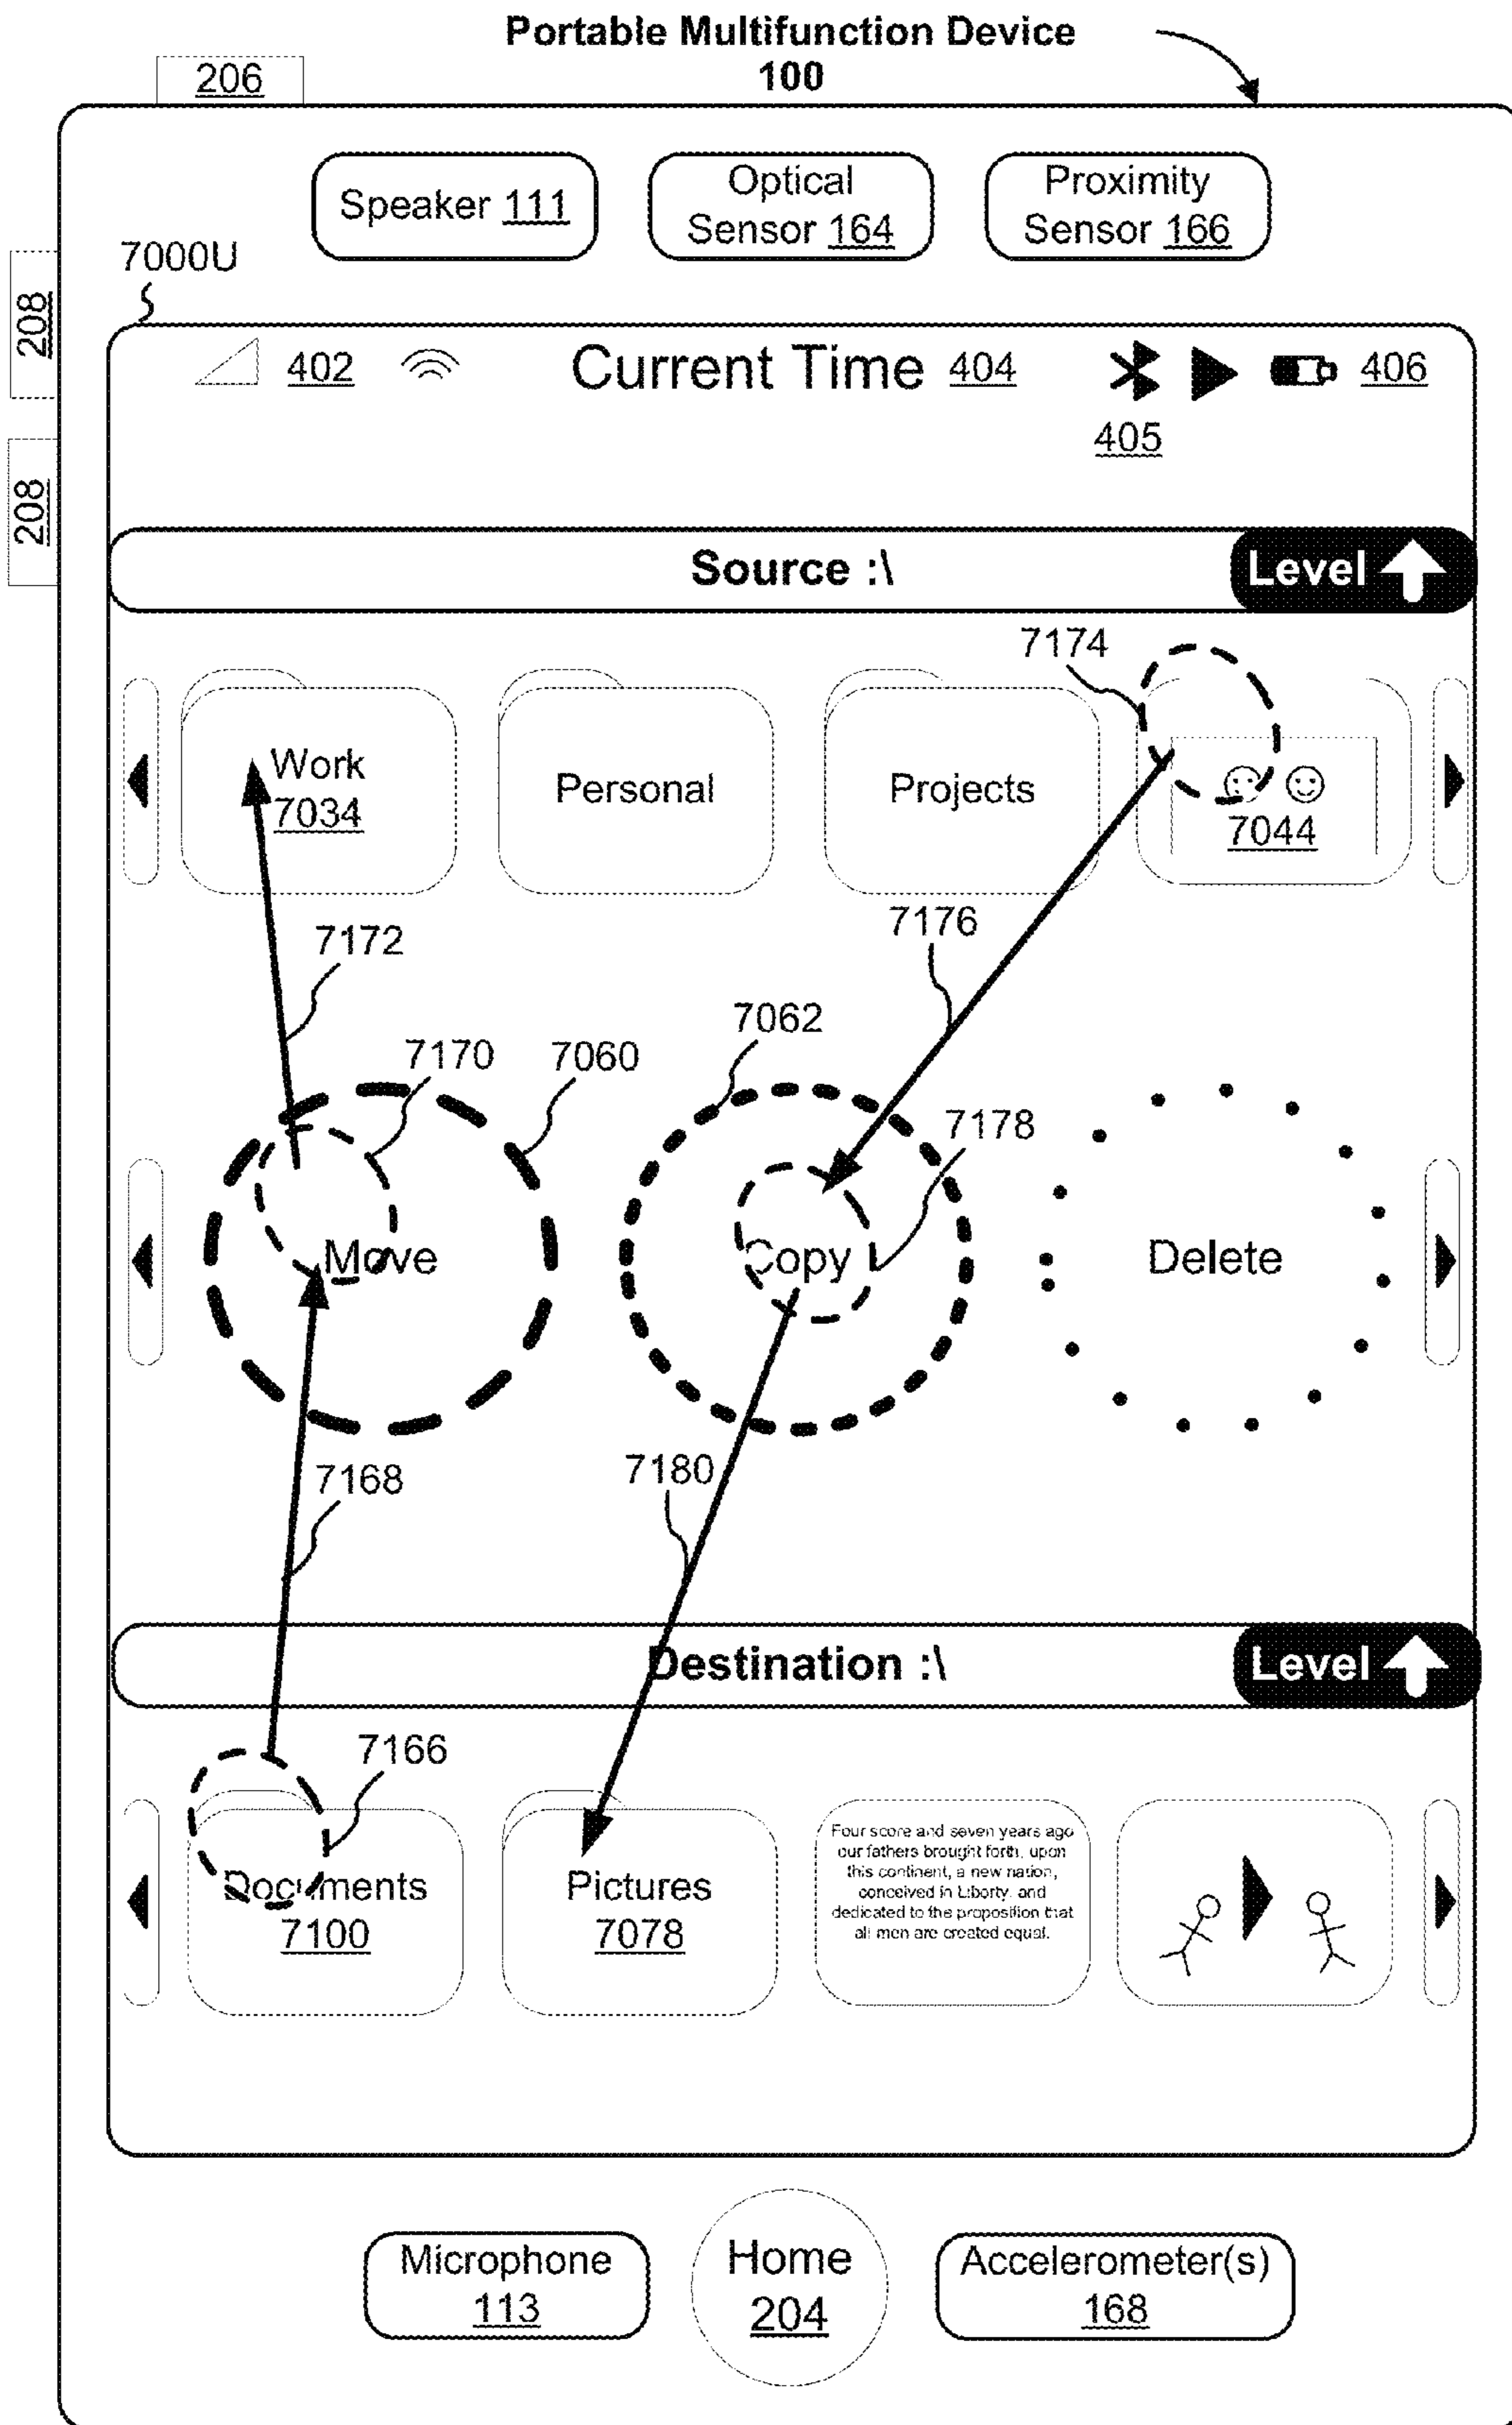 Portable Multifunction Device
100
206
Speaker 111
Optical
Sensor 164
Proximity
Sensor 166
7000U
208
208
402
Current Time 404
406
405
Source :\
Level
7174
Work
7034
Personal
Projects
7044
7172
7176
7062
7170
7060
7178
Move
Copy
Delete
7168
7180
Destination :\
Level
7166
Documents
7100
Pictures
7078
Four score and seven years ago
our fathers brought forth, upon
this continent, a new nation,
conceived in Liberty, and
dedicated to the proposition that
all men are created equal.
Microphone
113
Home
204
Accelerometer(s)
168